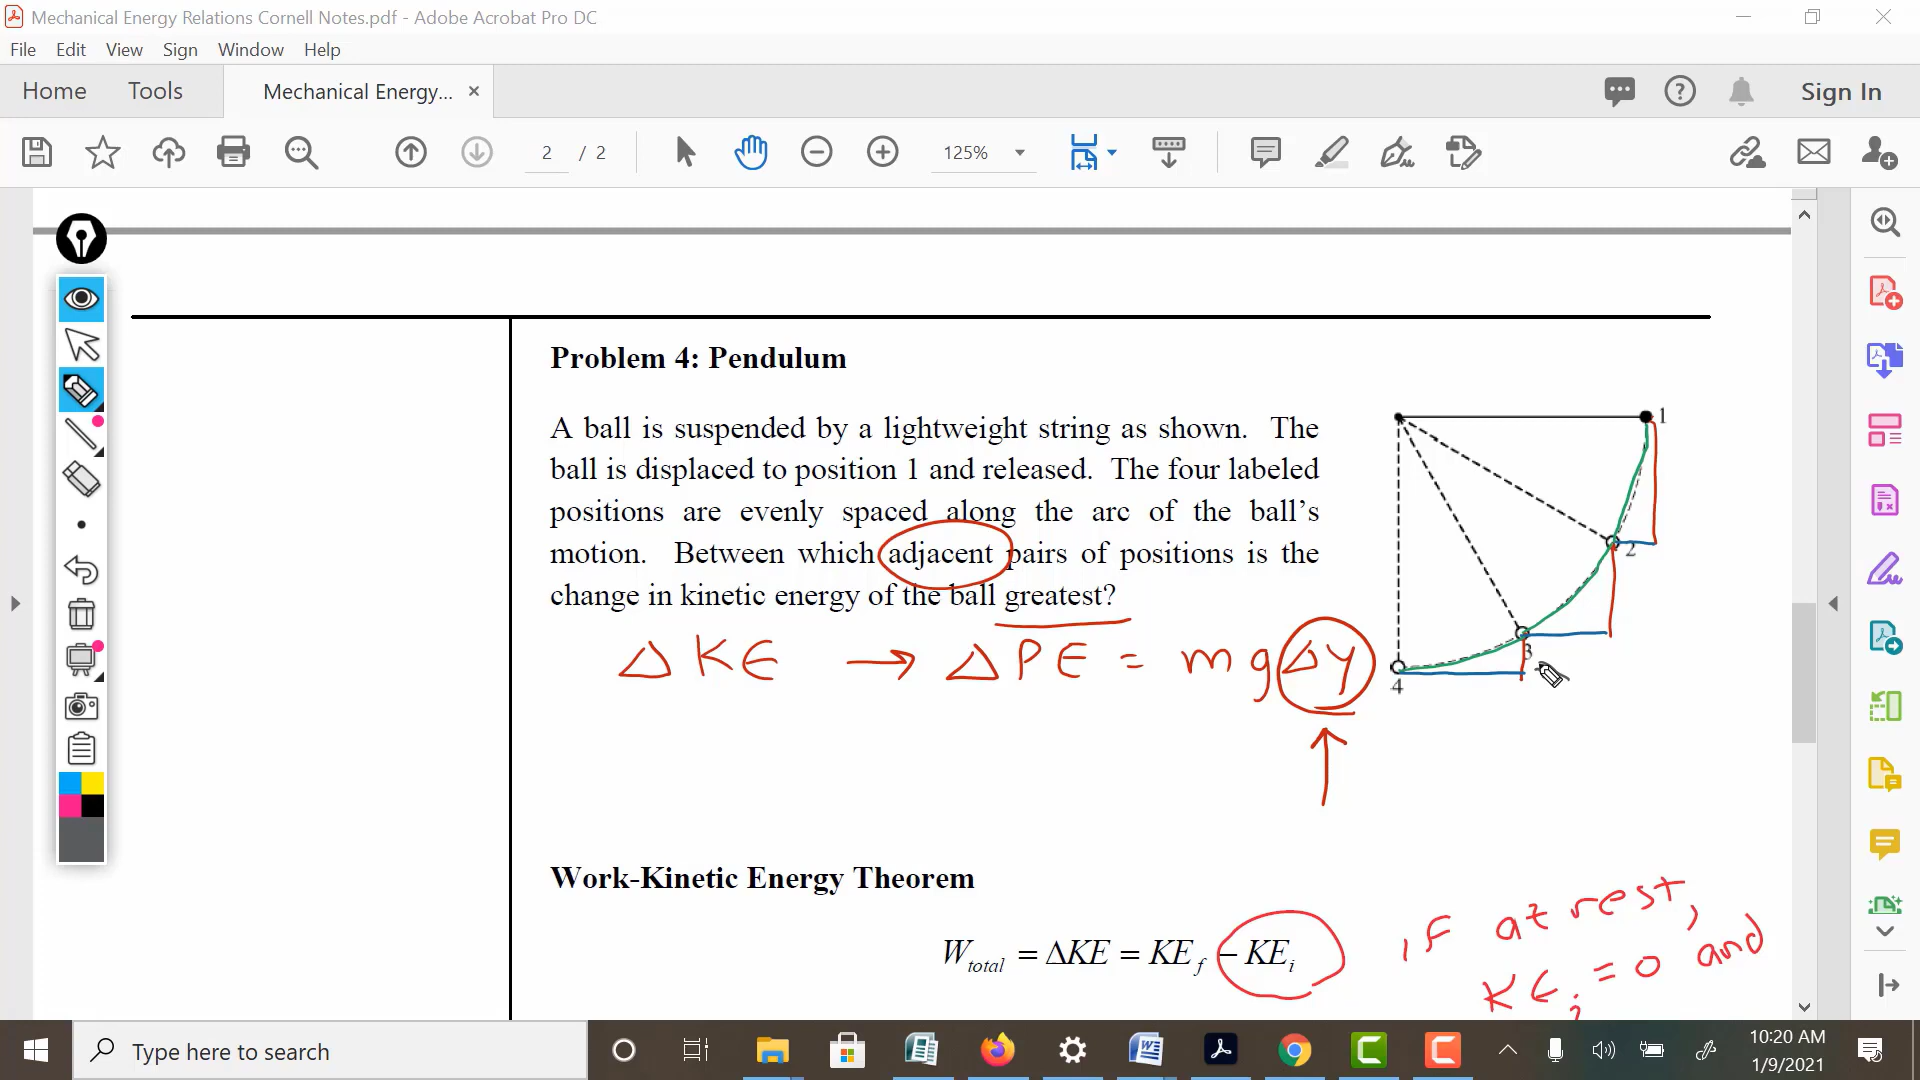 Mechanical Energy Relations Cornell Notes.pdf - Adobe Acrobat Pro DC
File Edit View Sign Window Help
Home Tools Mechanical Energy... × Sign In
2 / 2 125%
Problem 4: Pendulum
A ball is suspended by a lightweight string as shown. The
ball is displaced to position 1 and released. The four labeled
positions are evenly spaced along the arc of the ball's
motion. Between which adjacent pairs of positions is the
change in kinetic energy of the ball greatest?
1
2
3
4
Δ KE → Δ PE = mg Δy
Work-Kinetic Energy Theorem
W_total = ΔKE = KE_f − KE_i
if at rest,
KE_i = 0 and
Type here to search
10:20 AM
1/9/2021